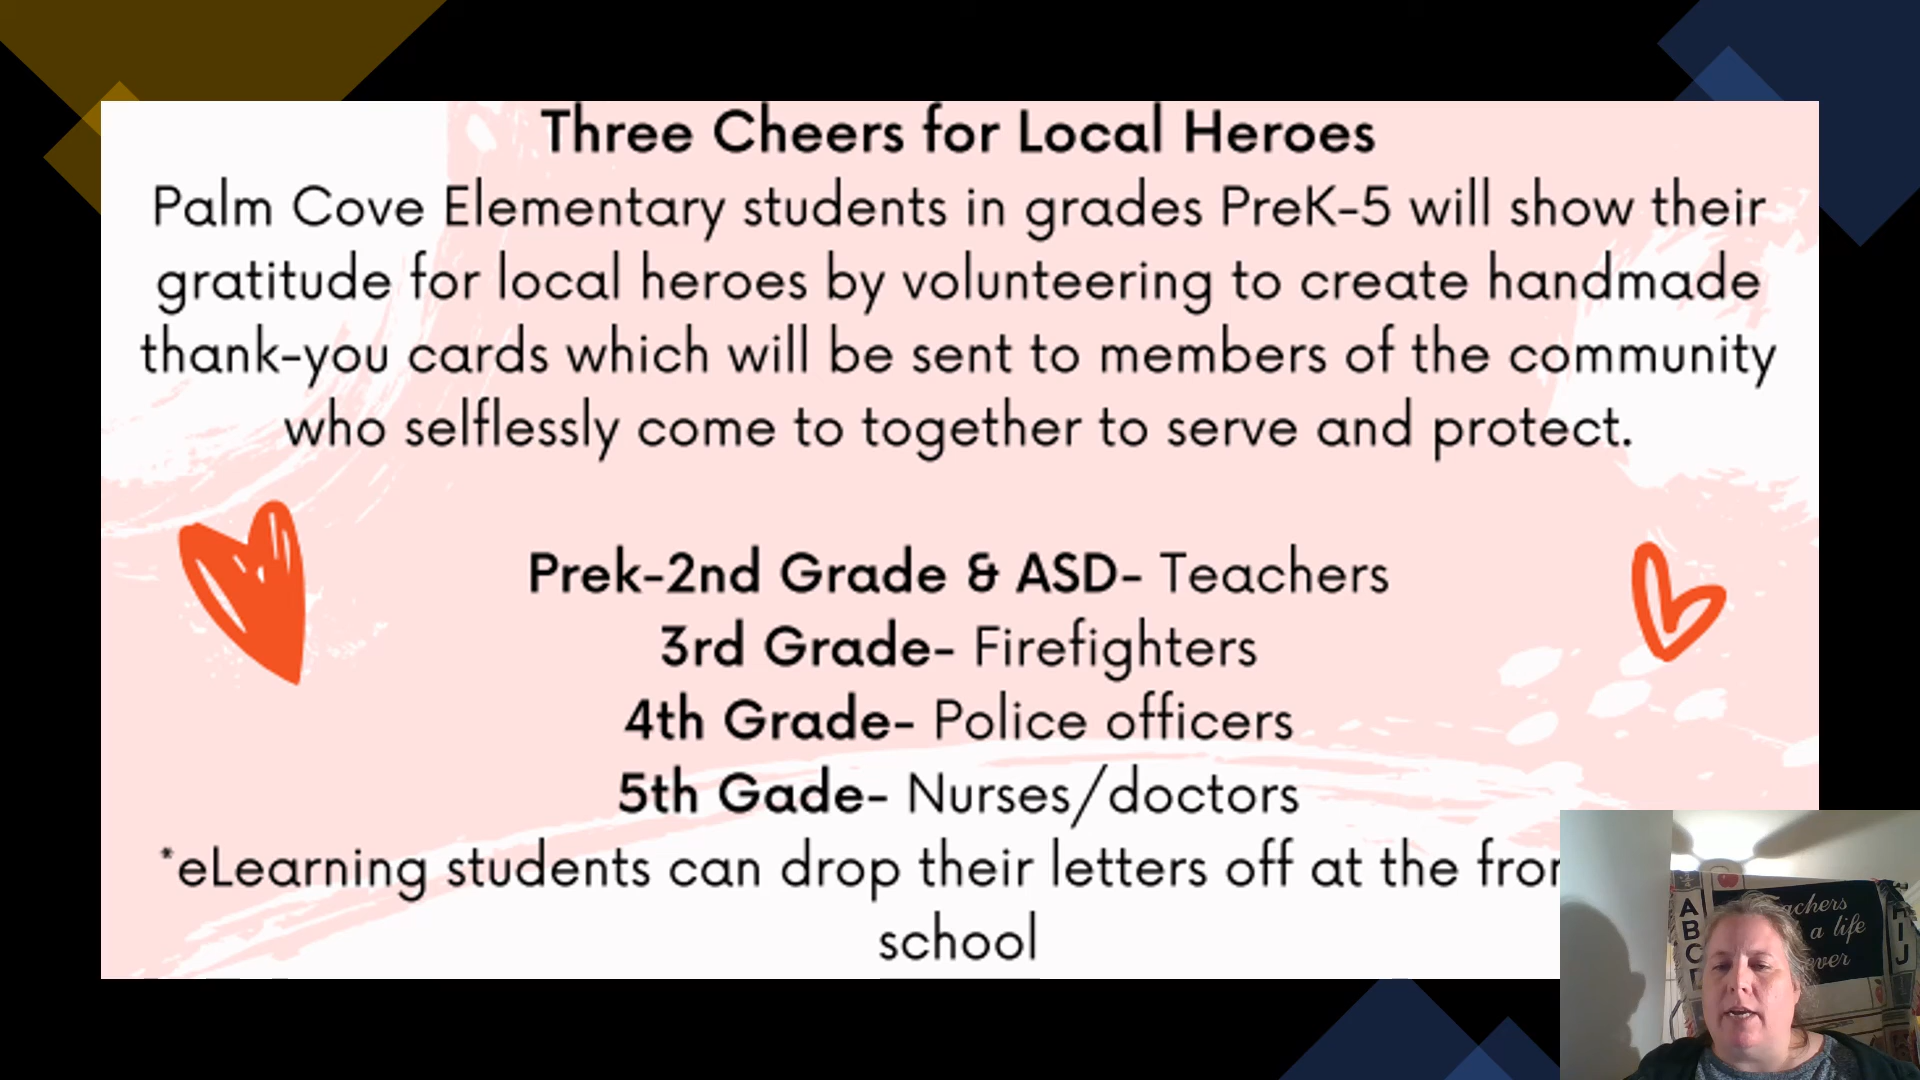 Three Cheers for Local Heroes
Palm Cove Elementary students in grades PreK-5 will show their
gratitude for local heroes by volunteering to create handmade
thank-you cards which will be sent to members of the community
who selflessly come to together to serve and protect.
Prek-2nd Grade & ASD- Teachers
3rd Grade- Firefighters
4th Grade- Police officers
5th Gade- Nurses/doctors
*eLearning students can drop their letters off at the
school
A
B
C
a life
H
I
J